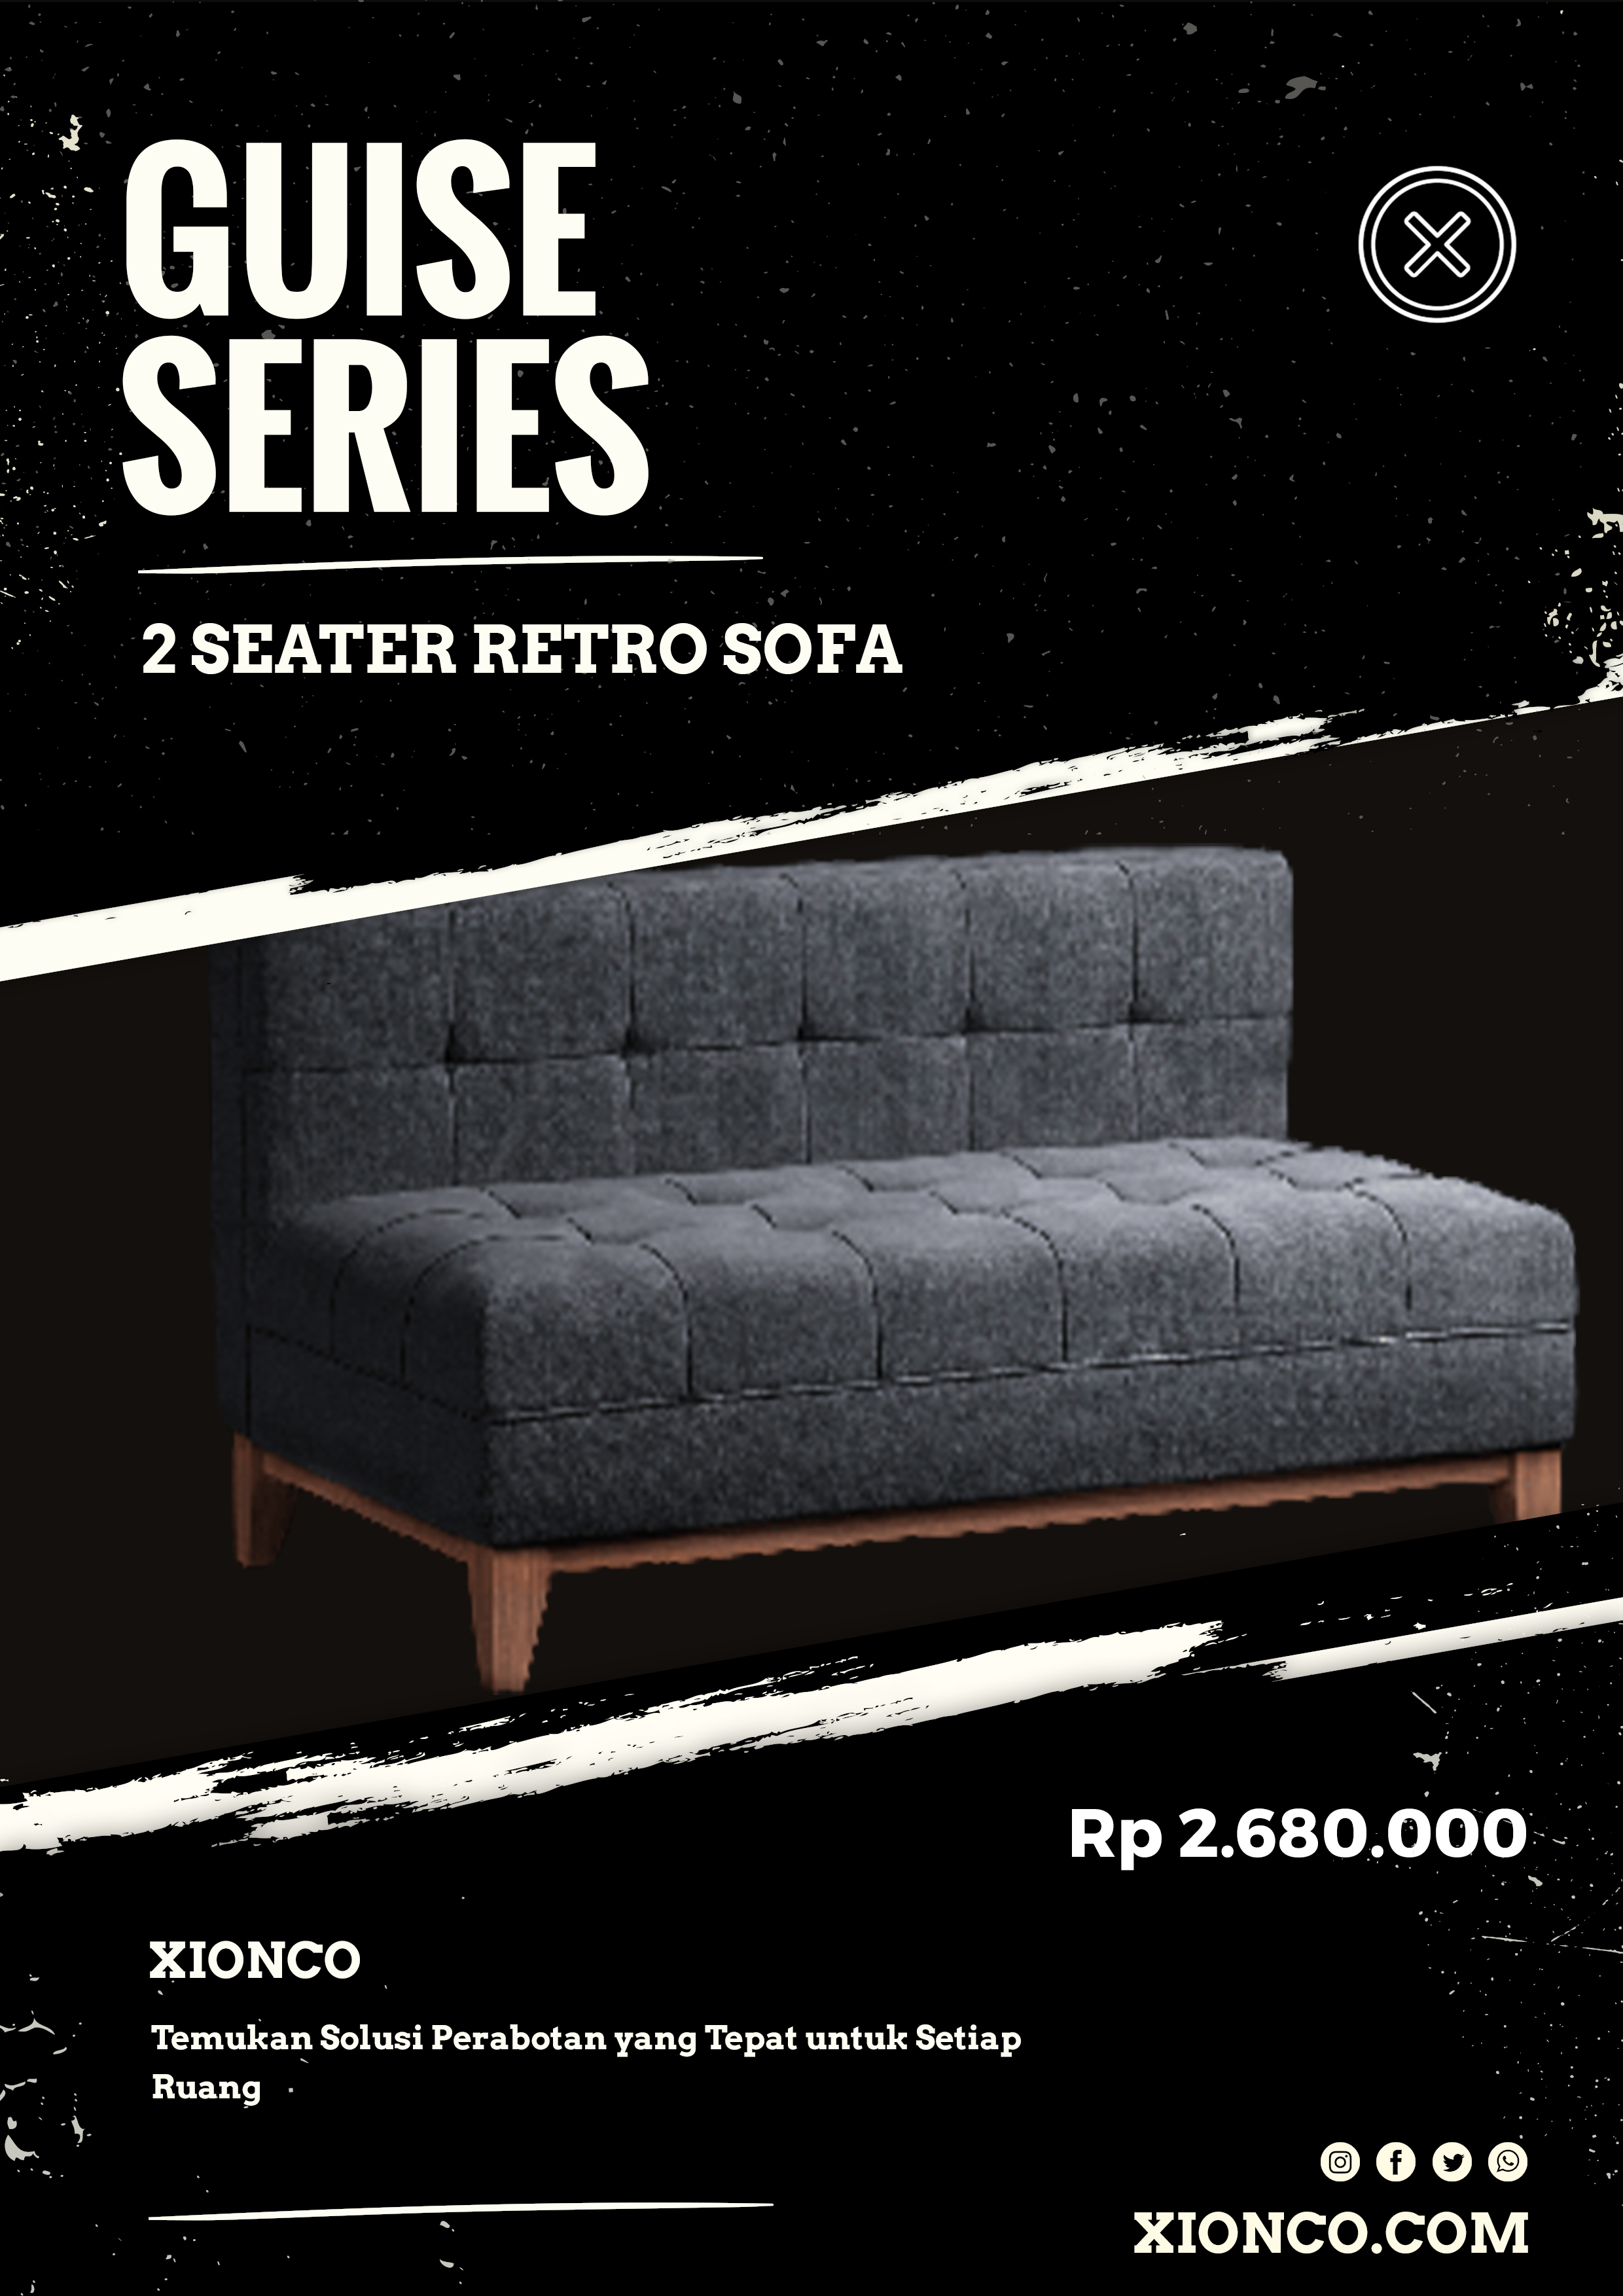 GUISE
SERIES
2 SEATER RETRO SOFA
Rp 2.680.000
XIONCO
Temukan Solusi Perabotan yang Tepat untuk Setiap
Ruang
XIONCO.COM